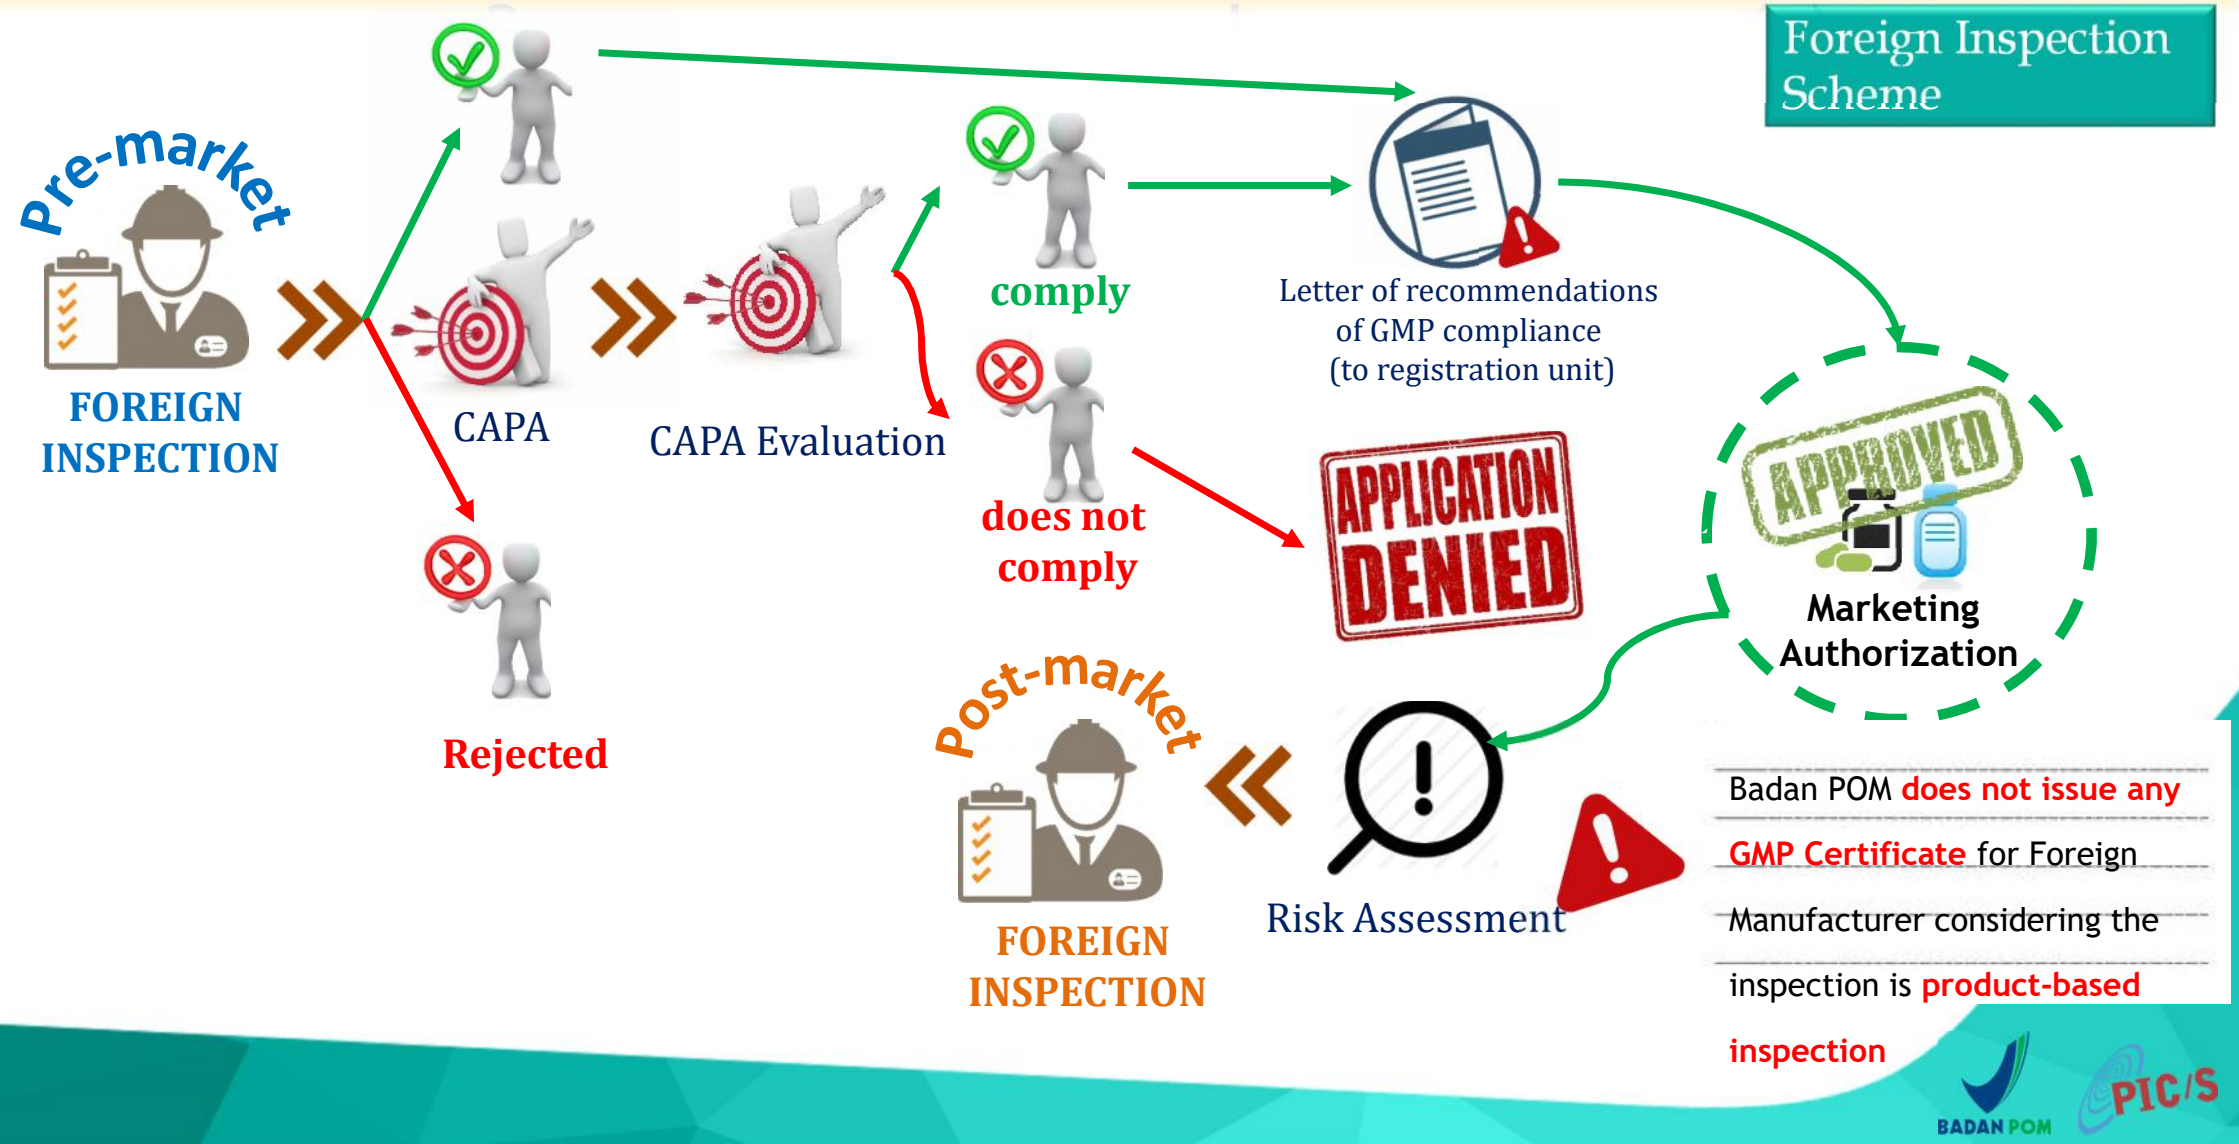 Foreign Inspection
Scheme
Pre-market
FOREIGN
INSPECTION
CAPA
CAPA Evaluation
Rejected
comply
does not
comply
Letter of recommendations
of GMP compliance
(to registration unit)
APPLICATION
DENIED
APPROVED
Marketing
Authorization
Post-market
FOREIGN
INSPECTION
Risk Assessment
Badan POM does not issue any
GMP Certificate for Foreign
Manufacturer considering the
inspection is product-based
inspection
BADAN POM
PIC/S